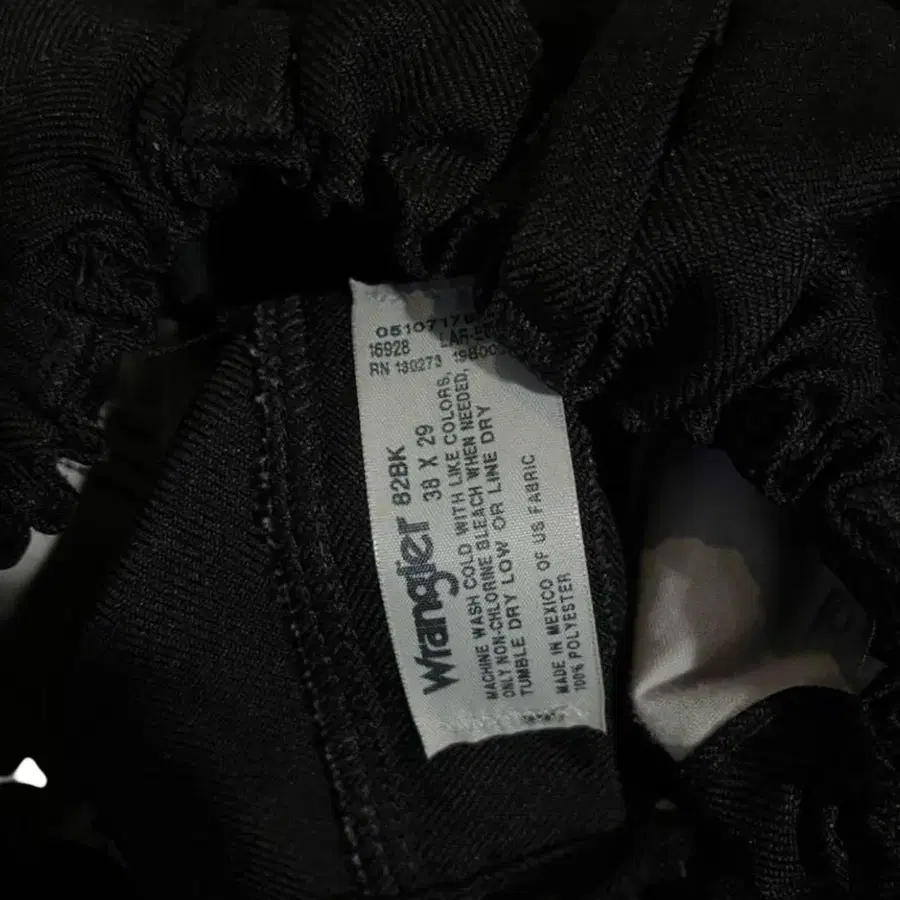 16928
RN 130273
Wrangler 82BK
38 X 29
MACHINE WASH COLD WITH LIKE COLORS,
ONLY NON-CHLORINE BLEACH WHEN NEEDED,
TUMBLE DRY LOW OR LINE DRY
MADE IN MEXICO OF US FABRIC
100% POLYESTER